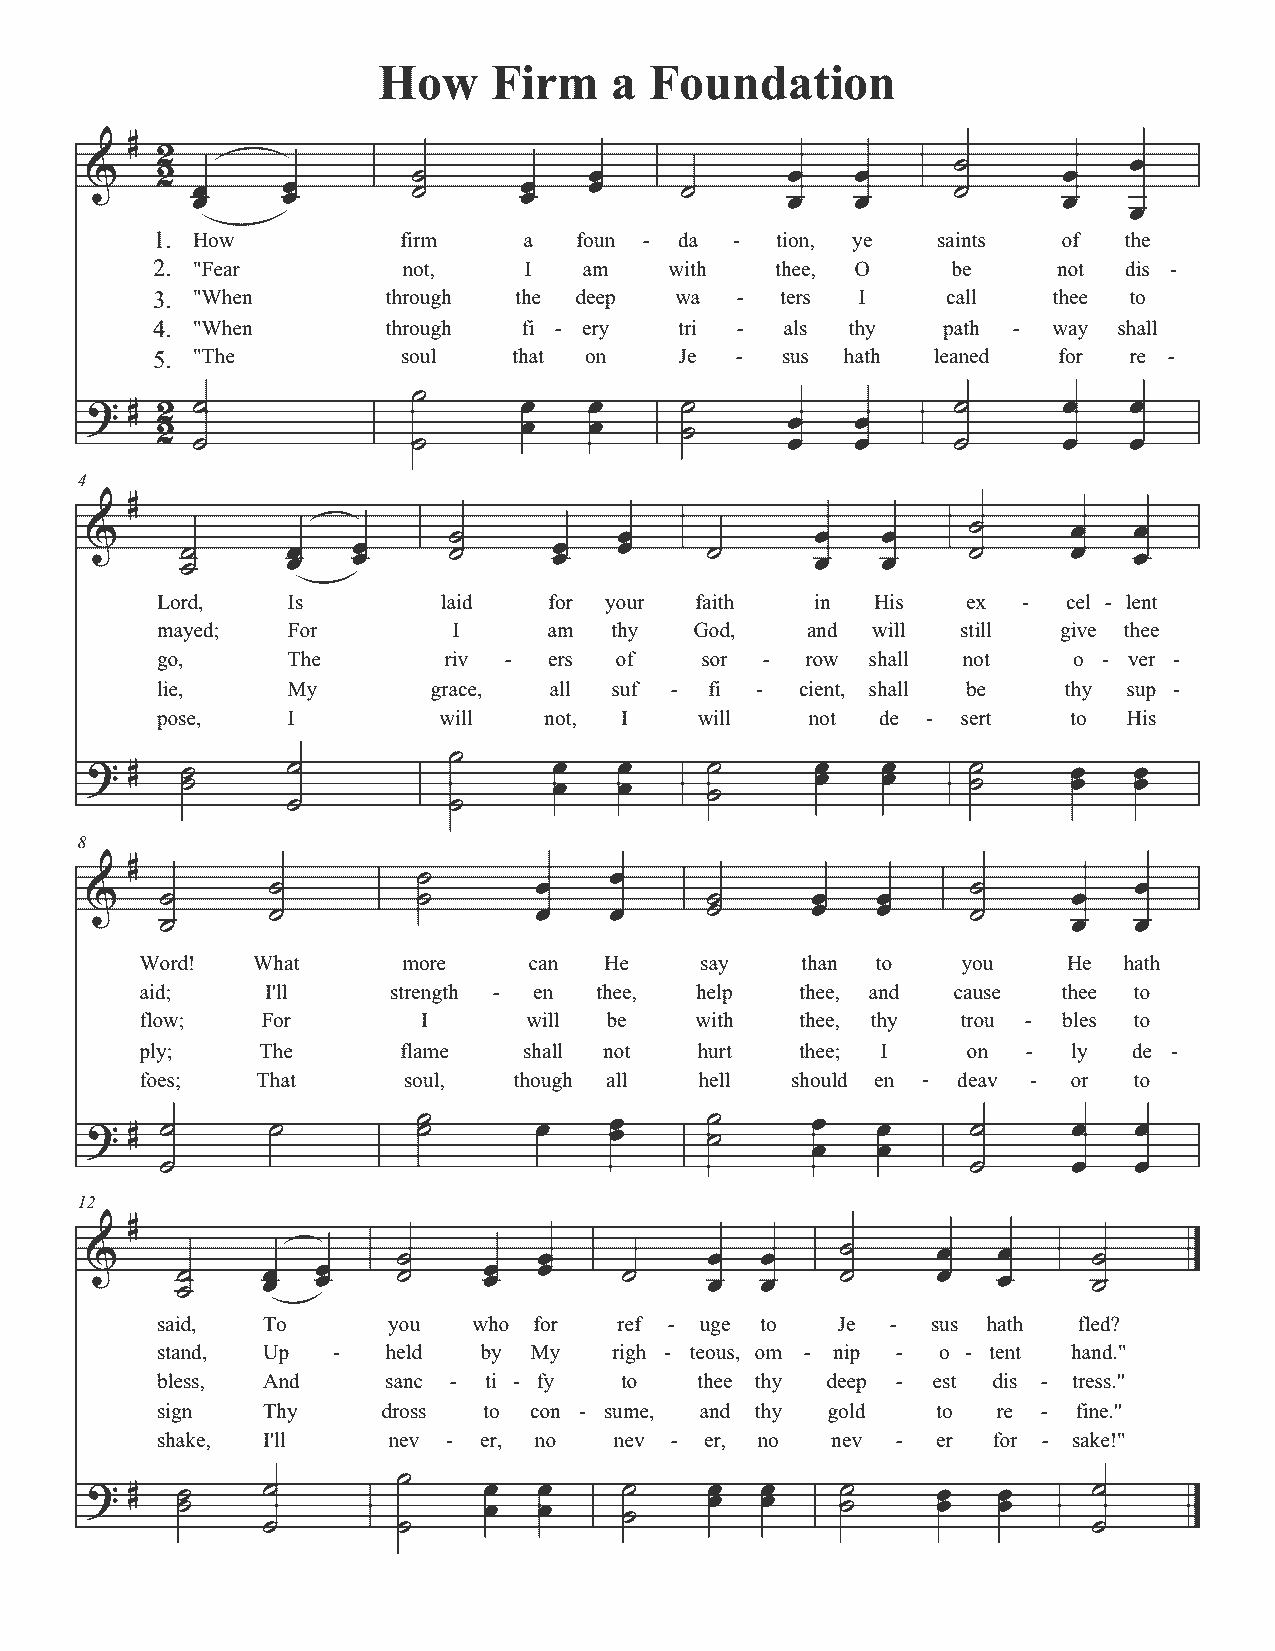 How Firm a Foundation
1. How firm a foun - da - tion, ye saints of the
2. "Fear not, I am with thee, O be not dis -
3. "When through the deep wa - ters I call thee to
4. "When through fi - ery tri - als thy path - way shall
5. "The soul that on Je - sus hath leaned for re -
4
Lord, Is laid for your faith in His ex - cel - lent
mayed; For I am thy God, and will still give thee
go, The riv - ers of sor - row shall not o - ver -
lie, My grace, all suf - fi - cient, shall be thy sup -
pose, I will not, I will not de - sert to His
8
Word! What more can He say than to you He hath
aid; I'll strength - en thee, help thee, and cause thee to
flow; For I will be with thee, thy trou - bles to
ply; The flame shall not hurt thee; I on - ly de -
foes; That soul, though all hell should en - deav - or to
12
said, To you who for ref - uge to Je - sus hath fled?
stand, Up - held by My righ - teous, om - nip - o - tent hand."
bless, And sanc - ti - fy to thee thy deep - est dis - tress."
sign Thy dross to con - sume, and thy gold to re - fine."
shake, I'll nev - er, no nev - er, no nev - er for - sake!"